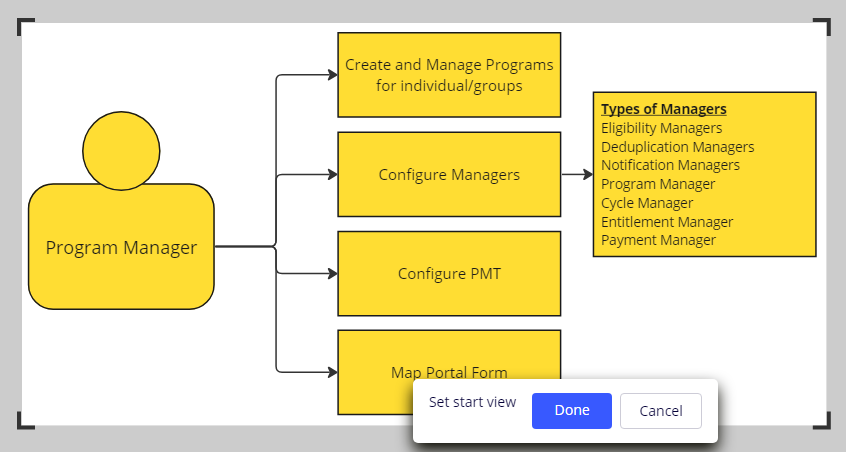 Create and Manage Programs
for individual/groups
Types of Managers
Eligibility Managers
Deduplication Managers
Notification Managers
Program Manager
Cycle Manager
Entitlement Manager
Payment Manager
Configure Managers
Program Manager
Configure PMT
Map Portal Form
Set start view
Done
Cancel